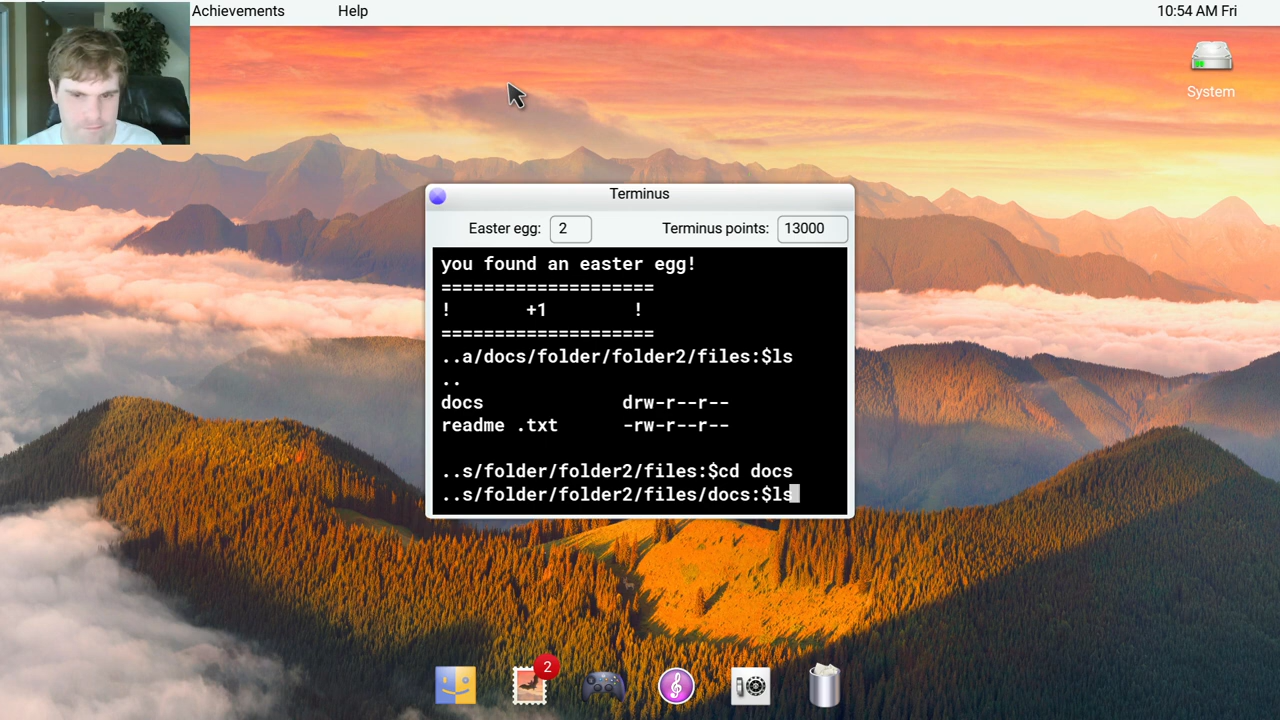 Achievements Help 10:54 AM Fri
System
Terminus
Easter egg: 2 Terminus points: 13000
you found an easter egg!
====================
! +1 !
====================
..a/docs/folder/folder2/files:$ls
..
docs drw-r--r--
readme .txt -rw-r--r--
..s/folder/folder2/files:$cd docs
..s/folder/folder2/files/docs:$ls
2